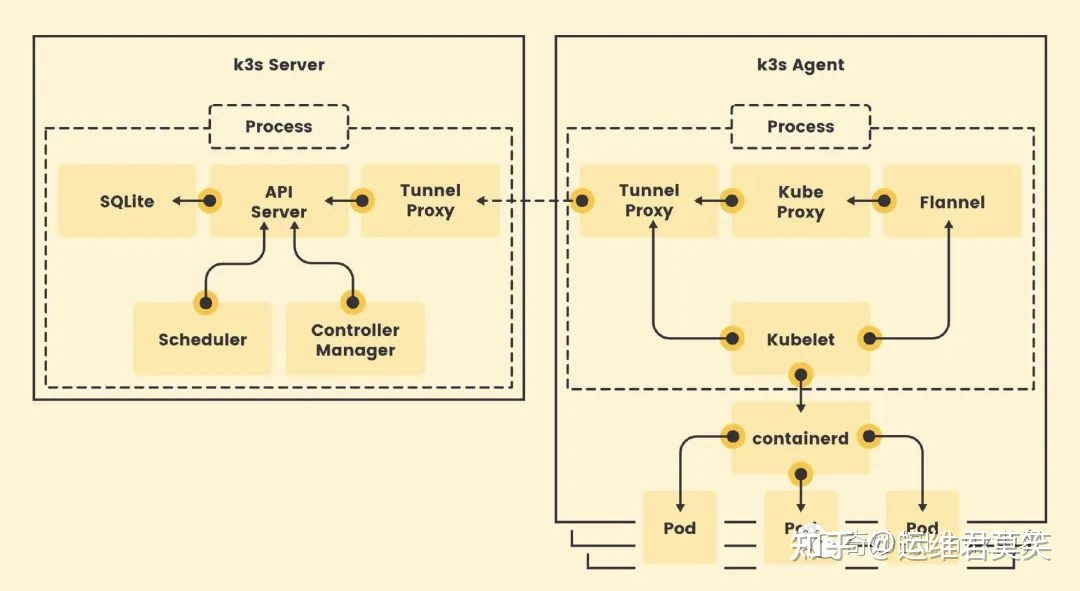 k3s Server
Process
SQLite
API
Server
Tunnel
Proxy
Scheduler
Controller
Manager
k3s Agent
Process
Tunnel
Proxy
Kube
Proxy
Flannel
Kubelet
containerd
Pod
Pod
Pod
知乎 @运维君莫笑